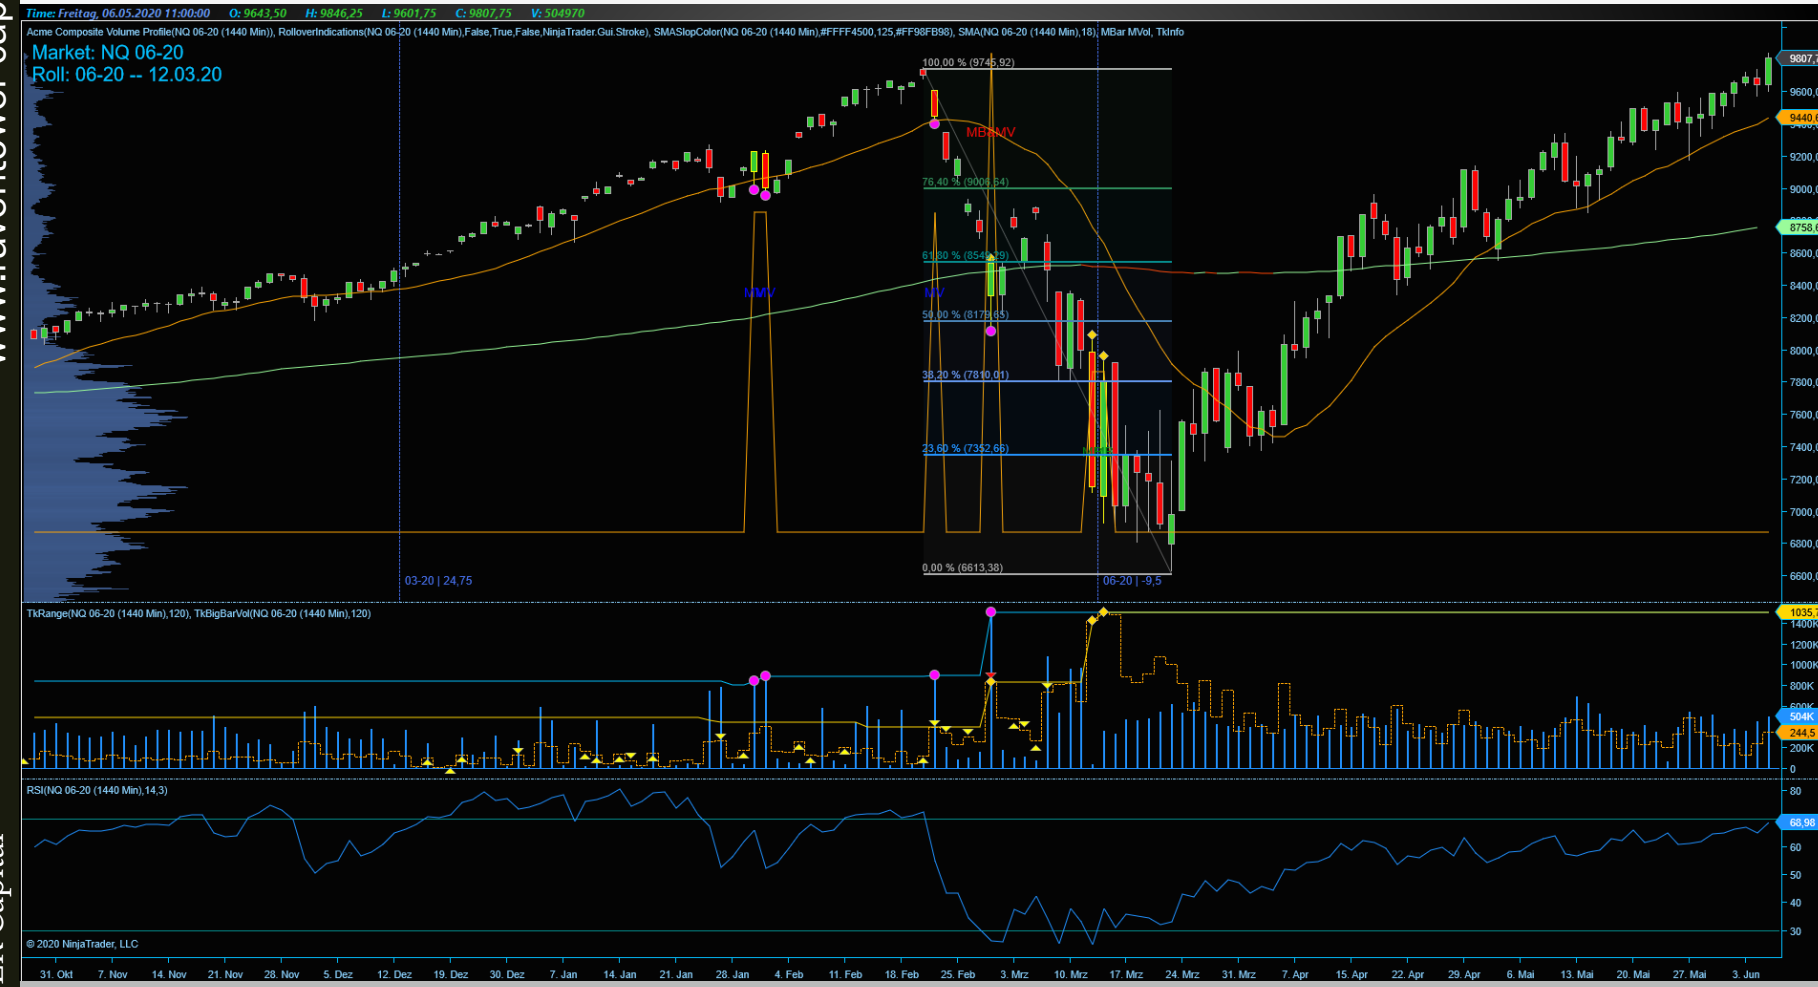 Time: Freitag, 06.05.2020 11:00:00 O: 9643,50 H: 9846,25 L: 9601,75 C: 9807,75 V: 504970
Acme Composite Volume Profile(NQ 06-20 (1440 Min)), RolloverIndications(NQ 06-20 (1440 Min),False,True,False,NinjaTrader.Gui.Stroke), SMASlopColor(NQ 06-20 (1440 Min),#FFFF4500,125,#FF98FB98), SMA(NQ 06-20 (1440 Min),18), MBar MVol, TkInfo
Market: NQ 06-20
Roll: 06-20 -- 12.03.20
100,00 % (9745,92)
9807,7
9600,0
9440,6
MBaMV
9200,0
76,40 % (9006,64)
9000,0
8758,6
61,80 % (8549,29)
8600,0
8400,0
MV
50,00 % (8179,65)
8200,0
8000,0
38,20 % (7810,01)
7800,0
7600,0
23,60 % (7352,66)
7400,0
7200,0
7000,0
6800,0
0,00 % (6613,38)
6600,0
03-20 | 24,75
06-20 | -9,5
TkRange(NQ 06-20 (1440 Min),120), TkBigBarVol(NQ 06-20 (1440 Min),120)
1035,7
1400K
1200K
1000K
800K
504K
244,5
200K
0
RSI(NQ 06-20 (1440 Min),14,3)
80
68,98
60
50
40
30
© 2020 NinjaTrader, LLC
31. Okt 7. Nov 14. Nov 21. Nov 28. Nov 5. Dez 12. Dez 19. Dez 30. Dez 7. Jan 14. Jan 21. Jan 28. Jan 4. Feb 11. Feb 18. Feb 25. Feb 3. Mrz 10. Mrz 17. Mrz 24. Mrz 31. Mrz 7. Apr 15. Apr 22. Apr 29. Apr 6. Mai 13. Mai 20. Mai 27. Mai 3. Jun